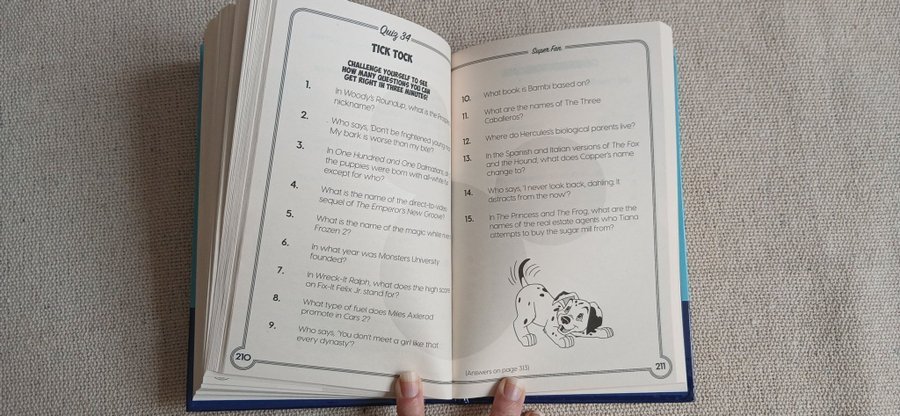 Quiz 34
TICK TOCK
CHALLENGE YOURSELF TO SEE
HOW MANY QUESTIONS YOU CAN
GET RIGHT IN THREE MINUTES!
1. In Woody's Roundup, what is the
nickname?
2. Who says, 'Don't be frightened young
My bark is worse than my bite'?
3. In One Hundred and One Dalmatians,
the puppies were born with all-white
except for who?
4. What is the name of the direct-to-video
sequel of The Emperor's New Groove?
5. What is the name of the magic while
Frozen 2?
6. In what year was Monsters University
founded?
7. In Wreck-It Ralph, what does the high score
on Fix-It Felix Jr. stand for?
8. What type of fuel does Miles Axlerod
promote in Cars 2?
9. Who says, 'You don't meet a girl like that
every dynasty'?
210
Super Fan
10. What book is Bambi based on?
11. What are the names of The Three
Caballeros?
12. Where do Hercules's biological parents live?
13. In the Spanish and Italian versions of The Fox
and the Hound, what does Copper's name
change to?
14. Who says, 'I never look back, dahling. It
distracts from the now'?
15. In The Princess and The Frog, what are the
names of the real estate agents who Tiana
attempts to buy the sugar mill from?
(Answers on page 313)
211